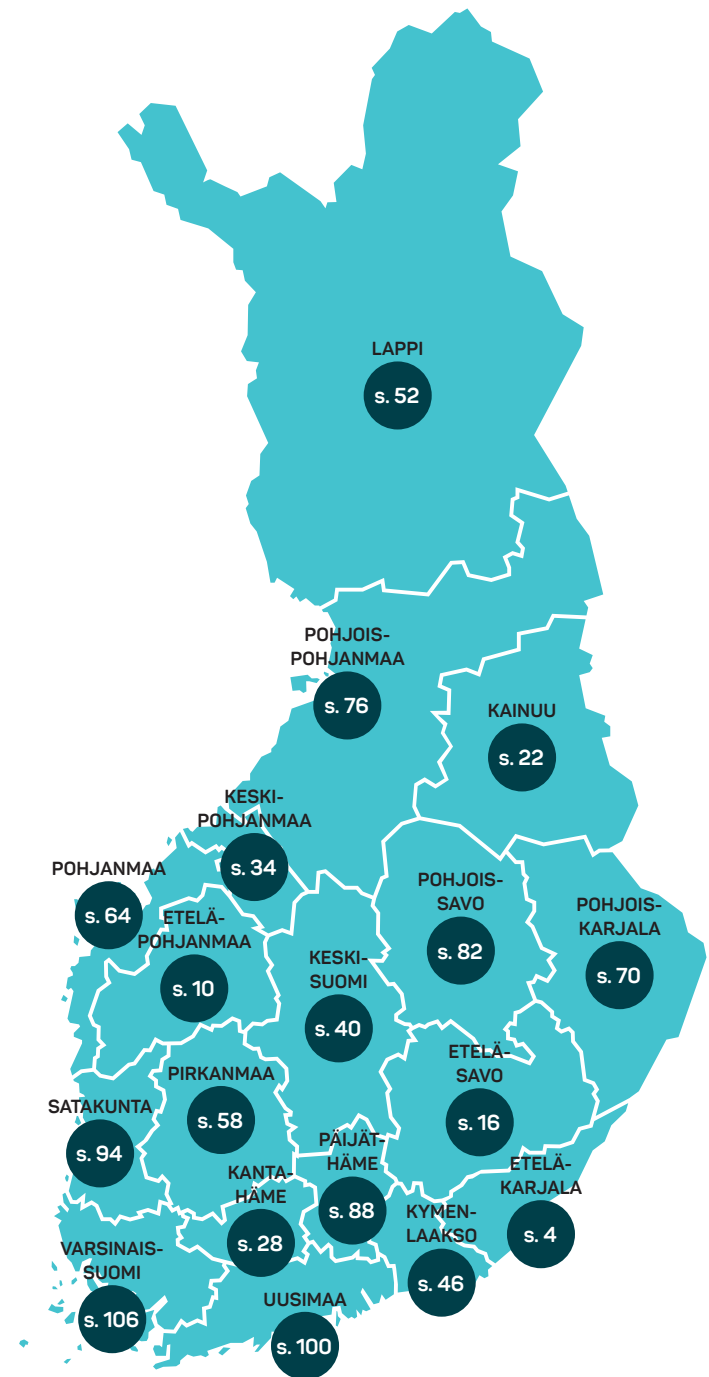 LAPPI
s. 52
POHJOIS-
POHJANMAA
s. 76
KAINUU
s. 22
KESKI-
POHJANMAA
s. 34
POHJANMAA
s. 64
ETELÄ-
POHJANMAA
s. 10
POHJOIS-
SAVO
s. 82
POHJOIS-
KARJALA
s. 70
KESKI-
SUOMI
s. 40
ETELÄ-
SAVO
s. 16
PIRKANMAA
s. 58
SATAKUNTA
s. 94
PÄIJÄT-
HÄME
s. 88
KANTA-
HÄME
s. 28
ETELÄ-
KARJALA
s. 4
KYMEN-
LAAKSO
s. 46
VARSINAIS-
SUOMI
s. 106
UUSIMAA
s. 100